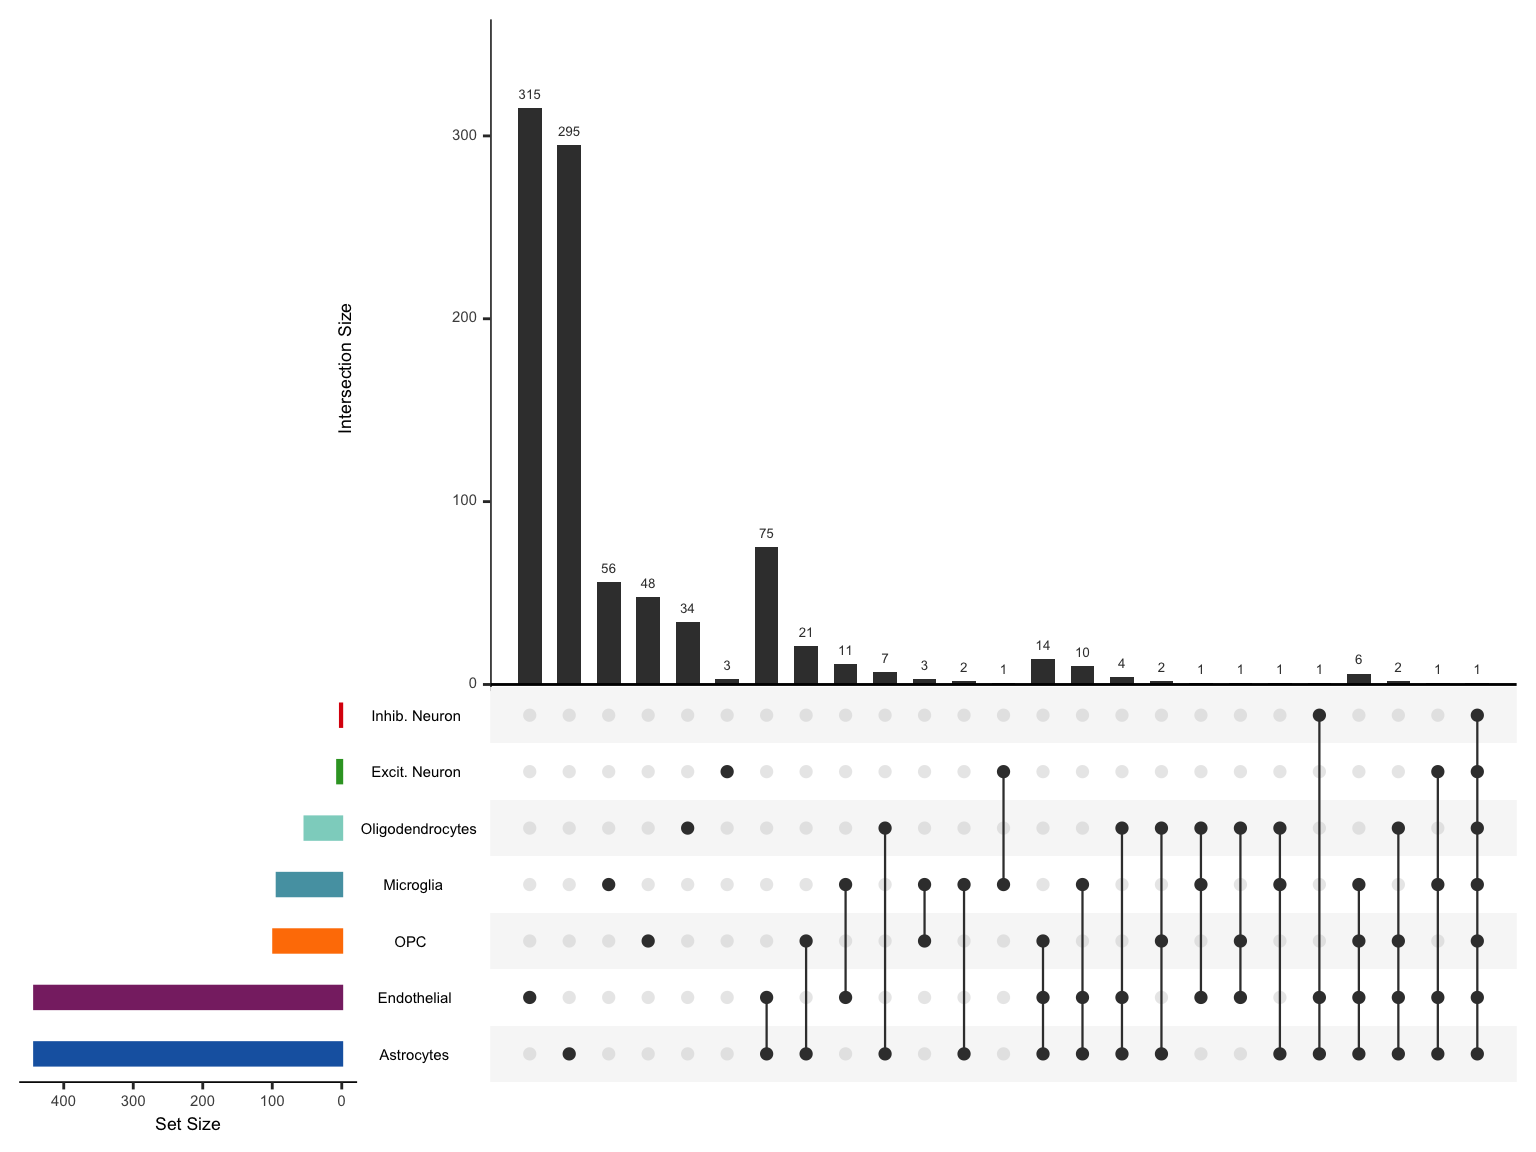 Intersection Size
300
200
100
0
315
295
56
48
34
3
75
21
11
7
3
2
1
14
10
4
2
1
1
1
1
6
2
1
1
Inhib. Neuron
Excit. Neuron
Oligodendrocytes
Microglia
OPC
Endothelial
Astrocytes
400 300 200 100 0
Set Size